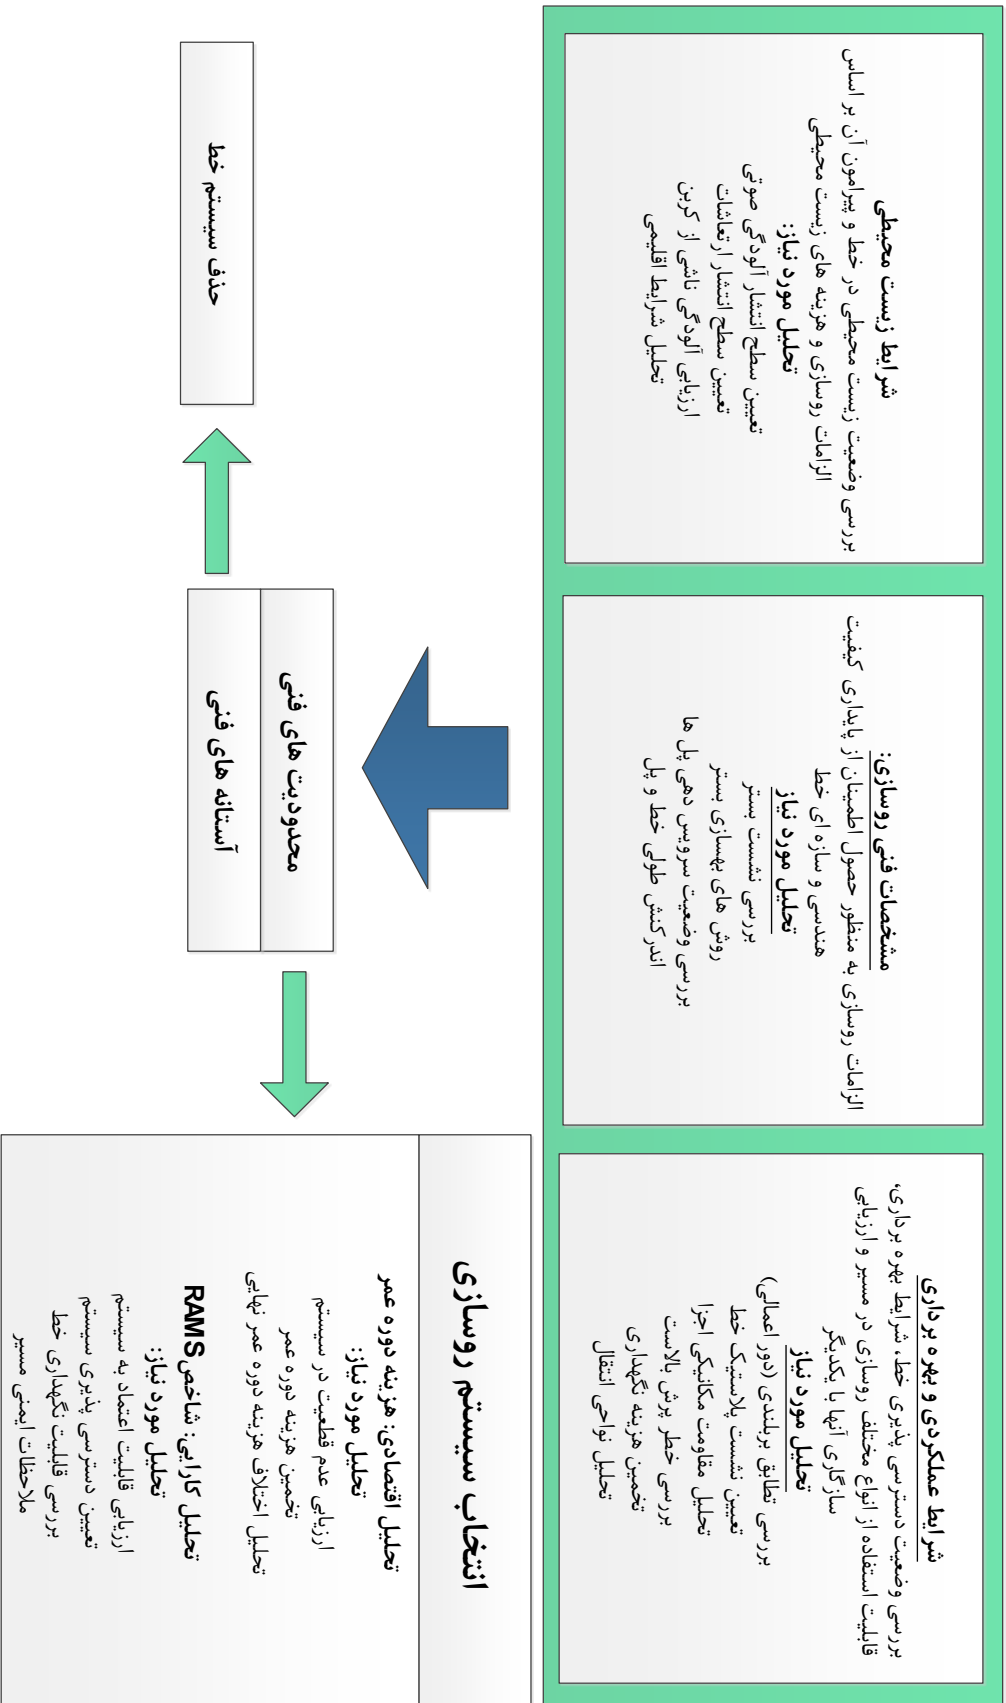 شرایط عملکردی و بهره برداری
بررسی وضعیت دسترسی پذیری خط، شرایط بهره برداری،
قابلیت استفاده از انواع مختلف روسازی در مسیر و ارزیابی
سازگاری آنها با یکدیگر
تحلیل مورد نیاز
بررسی تطابق بربلندی (دور اعمالی)
تعیین نشست پلاستیک خط
تحلیل مقاومت مکانیکی اجزا
بررسی خطر پرش بالاست
تخمین هزینه نگهداری
تحلیل نواحی انتقال
مشخصات فنی روسازی:
الزامات روسازی به منظور حصول اطمینان از پایداری کیفیت
هندسی و سازه ای خط
تحلیل مورد نیاز
بررسی نشست بستر
روش های بهسازی بستر
بررسی وضعیت سرویس دهی پل ها
اندرکنش طولی خط و پل
شرایط زیست محیطی
بررسی وضعیت زیست محیطی در خط و پیرامون آن بر اساس
الزامات روسازی و هزینه های زیست محیطی
تحلیل مورد نیاز:
تعیین سطح انتشار آلودگی صوتی
تعیین سطح انتشار ارتعاشات
ارزیابی آلودگی ناشی از کربن
تحلیل شرایط اقلیمی
انتخاب سیستم روسازی
تحلیل اقتصادی: هزینه دوره عمر
تحلیل مورد نیاز:
ارزیابی عدم قطعیت در سیستم
تخمین هزینه دوره عمر
تحلیل اختلاف هزینه دوره عمر نهایی
تحلیل کارایی: شاخص RAMS
تحلیل مورد نیاز:
ارزیابی قابلیت اعتماد به سیستم
تعیین دسترسی پذیری سیستم
بررسی قابلیت نگهداری خط
ملاحظات ایمنی مسیر
محدودیت های فنی
آستانه های فنی
حذف سیستم خط